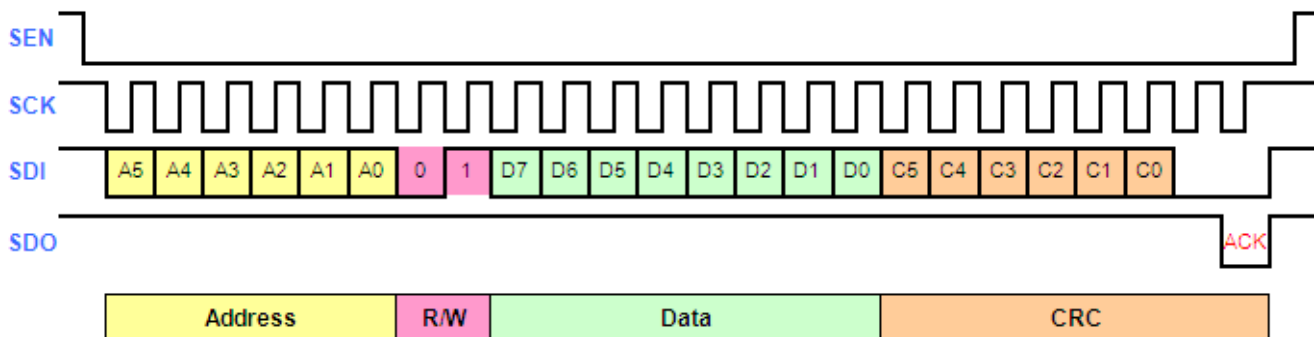 SEN
SCK
SDI A5 A4 A3 A2 A1 A0 0 1 D7 D6 D5 D4 D3 D2 D1 D0 C5 C4 C3 C2 C1 C0
SDO ACK
Address R/W Data CRC